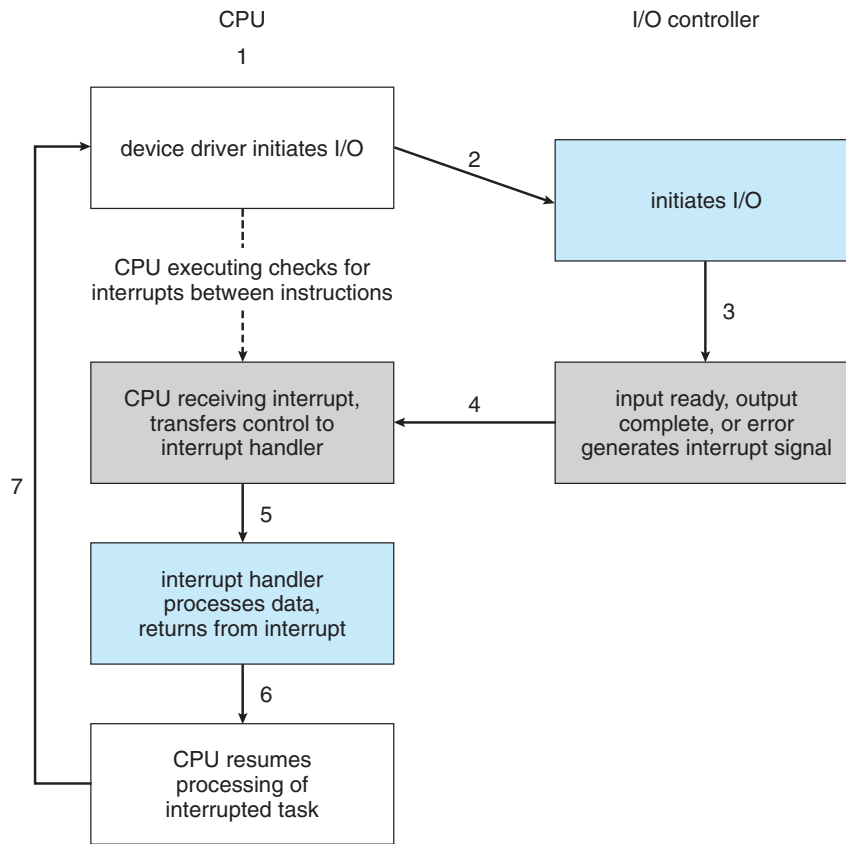 CPU
I/O controller
1
device driver initiates I/O
2
initiates I/O
CPU executing checks for
interrupts between instructions
3
CPU receiving interrupt,
transfers control to
interrupt handler
4
input ready, output
complete, or error
generates interrupt signal
7
5
interrupt handler
processes data,
returns from interrupt
6
CPU resumes
processing of
interrupted task